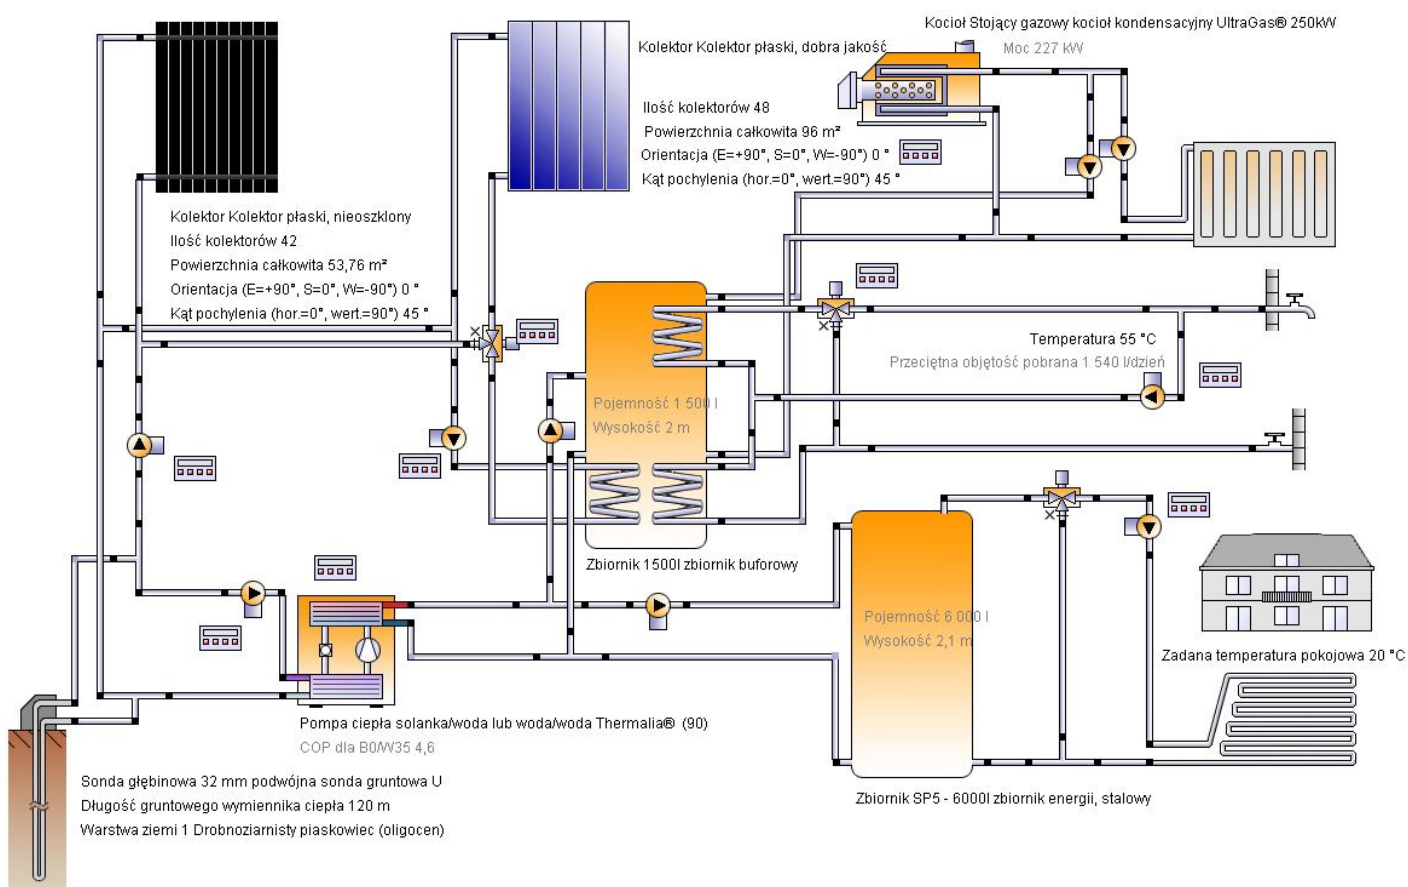 Kocioł Stojący gazowy kocioł kondensacyjny UltraGas® 250kW
Moc 227 kW
Kolektor Kolektor płaski, dobra jakość
Ilość kolektorów 48
Powierzchnia całkowita 96 m²
Orientacja (E=+90°, S=0°, W=-90°) 0 °
Kąt pochylenia (hor.=0°, wert.=90°) 45 °
Kolektor Kolektor płaski, nieoszklony
Ilość kolektorów 42
Powierzchnia całkowita 53,76 m²
Orientacja (E=+90°, S=0°, W=-90°) 0 °
Kąt pochylenia (hor.=0°, wert.=90°) 45 °
Temperatura 55 °C
Przeciętna objętość pobrana 1 540 l/dzień
Pojemność 1 500 l
Wysokość 2 m
Zbiornik 1500l zbiornik buforowy
Pojemność 6 000 l
Wysokość 2,1 m
Zadana temperatura pokojowa 20 °C
Pompa ciepła solanka/woda lub woda/woda Thermalia® (90)
COP dla B0/W35 4,6
Sonda głębinowa 32 mm podwójna sonda gruntowa U
Długość gruntowego wymiennika ciepła 120 m
Warstwa ziemi 1 Drobnoziarnisty piaskowiec (oligocen)
Zbiornik SP5 - 6000l zbiornik energii, stalowy